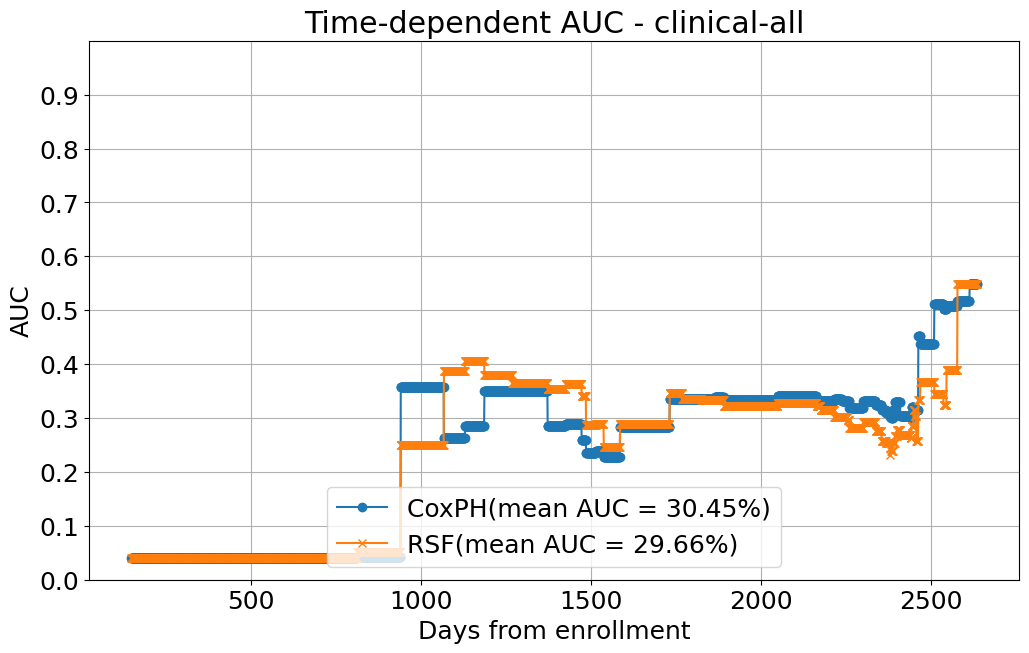 Time-dependent AUC - clinical-all
AUC
0.9
0.8
0.7
0.6
0.5
0.4
0.3
0.2
0.1
0.0
CoxPH(mean AUC = 30.45%)
RSF(mean AUC = 29.66%)
500 1000 1500 2000 2500
Days from enrollment